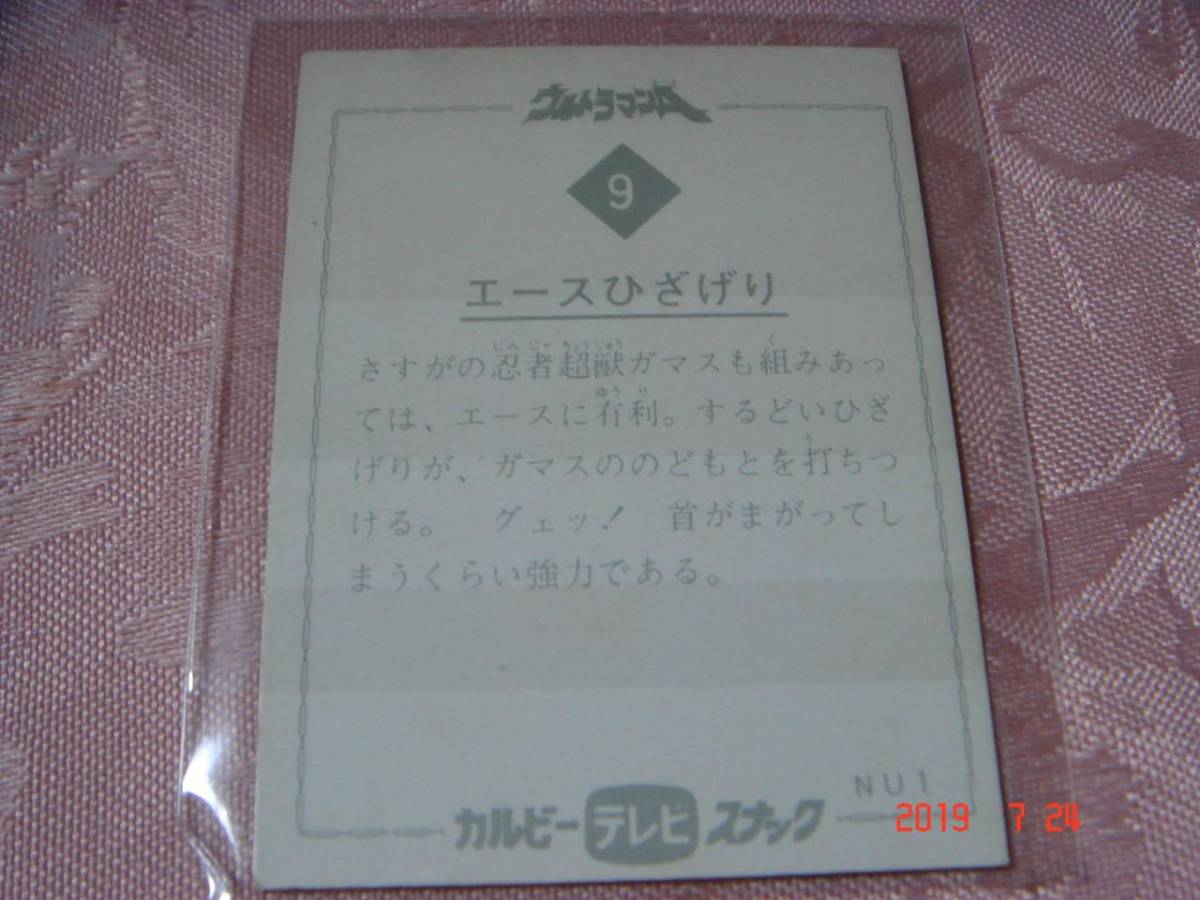 ウルトラマンA
9
エースひざげり
さすがの忍者超獣ガマスも組みあっ
ては、エースに有利。するどいひざ
げりが、ガマスののどもとを打ちつ
ける。　グェッ!　首がまがってし
まうくらい強力である。
NU1
カルビーテレビスナック
2019 7 24